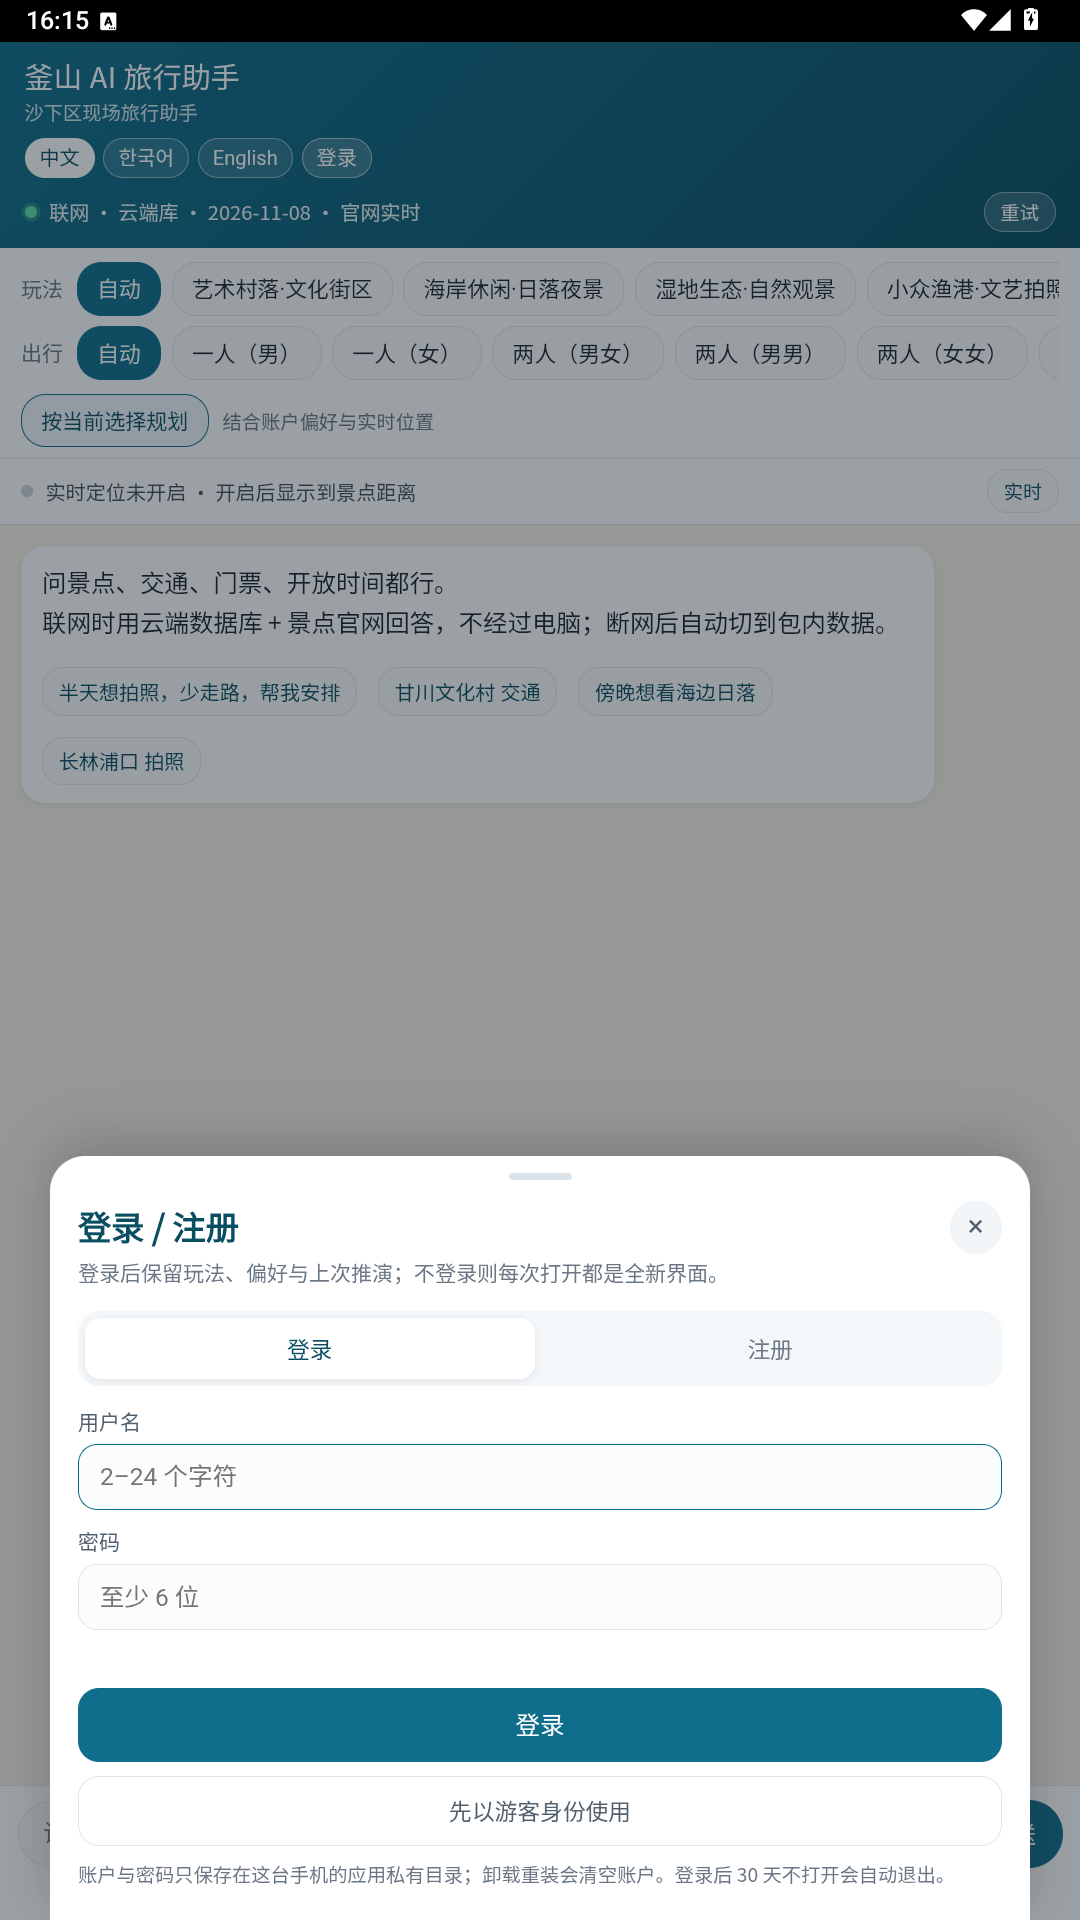 16:15
釜山 AI 旅行助手
沙下区现场旅行助手
中文 한국어 English 登录
联网 • 云端库 • 2026-11-08 • 官网实时 重试
玩法 自动 艺术村落·文化街区 海岸休闲·日落夜景 湿地生态·自然观景 小众渔港·文艺拍照
出行 自动 一人（男） 一人（女） 两人（男女） 两人（男男） 两人（女女）
按当前选择规划 结合账户偏好与实时位置
实时定位未开启 • 开启后显示到景点距离 实时
问景点、交通、门票、开放时间都行。
联网时用云端数据库 + 景点官网回答，不经过电脑；断网后自动切到包内数据。
半天想拍照，少走路，帮我安排 甘川文化村 交通 傍晚想看海边日落
长林浦口 拍照
登录 / 注册 ×
登录后保留玩法、偏好与上次推演；不登录则每次打开都是全新界面。
登录 注册
用户名
2–24 个字符
密码
至少 6 位
登录
先以游客身份使用
账户与密码只保存在这台手机的应用私有目录；卸载重装会清空账户。登录后 30 天不打开会自动退出。